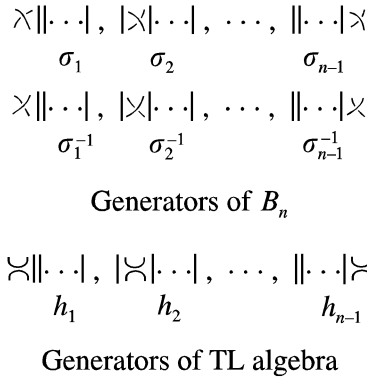 σ₁ σ₂ σₙ₋₁
, , · · · ,
σ₁⁻¹ σ₂⁻¹ σₙ₋₁⁻¹
Generators of Bₙ
, , · · · ,
h₁ h₂ hₙ₋₁
Generators of TL algebra